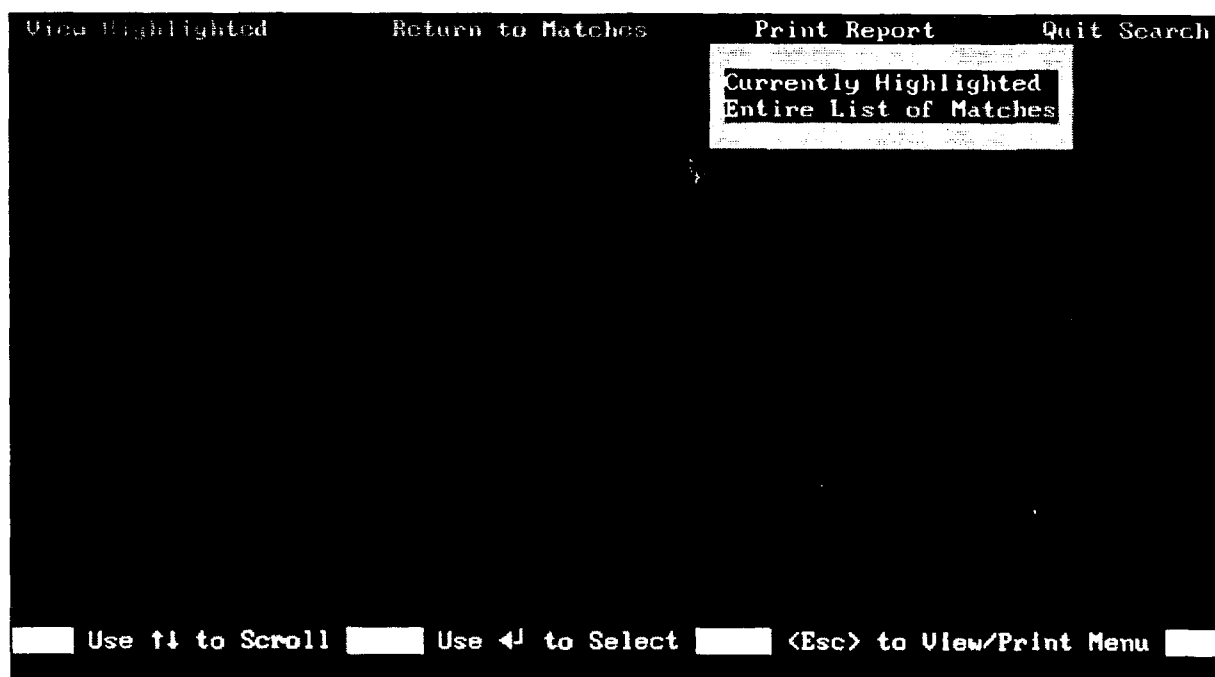 View Highlighted Return to Matches Print Report Quit Search
Currently Highlighted
Entire List of Matches
Use ↑↓ to Scroll Use ◄┘ to Select <Esc> to View/Print Menu